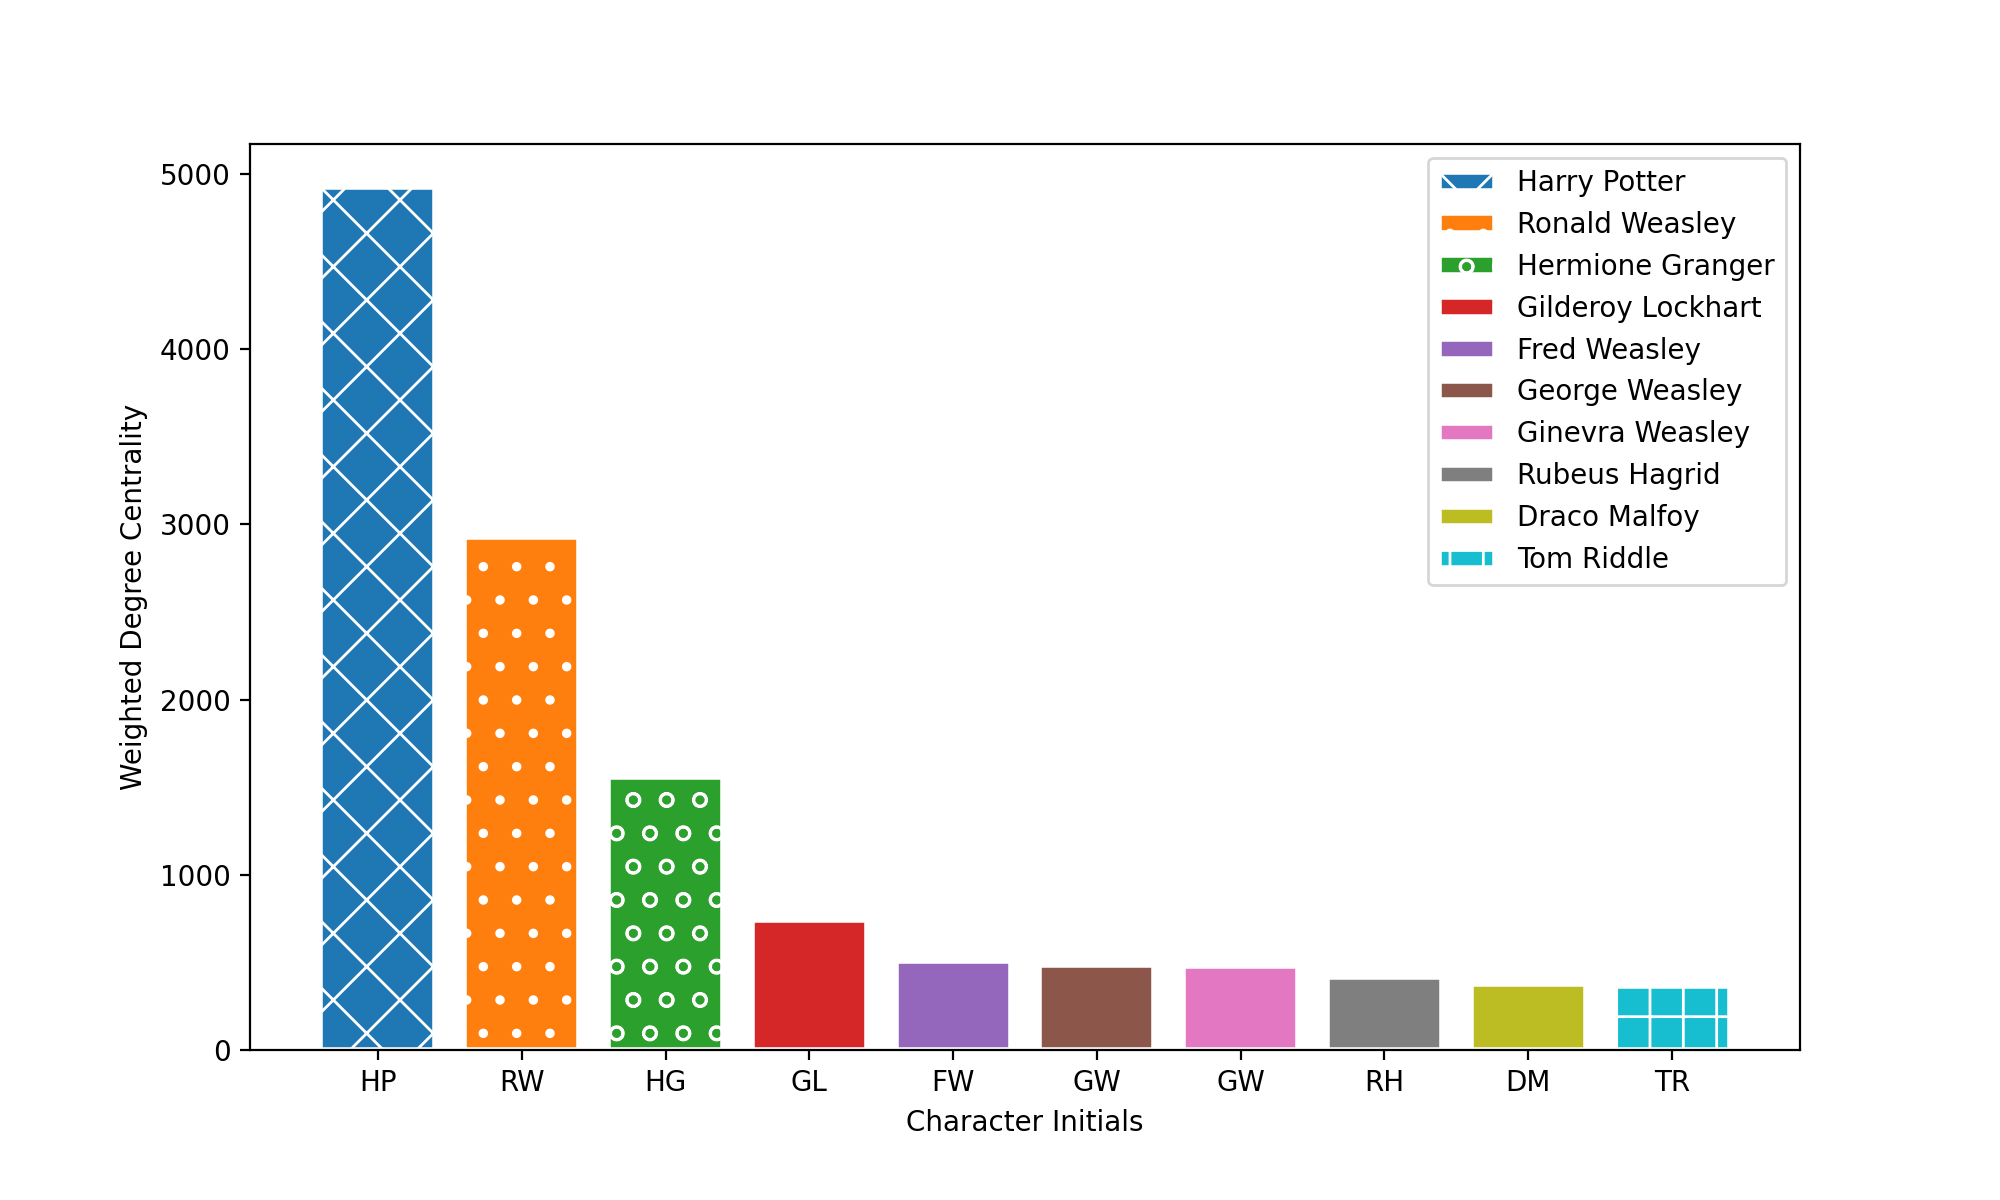 5000
4000
3000
2000
1000
0
Weighted Degree Centrality
Harry Potter
Ronald Weasley
Hermione Granger
Gilderoy Lockhart
Fred Weasley
George Weasley
Ginevra Weasley
Rubeus Hagrid
Draco Malfoy
Tom Riddle
HP RW HG GL FW GW GW RH DM TR
Character Initials